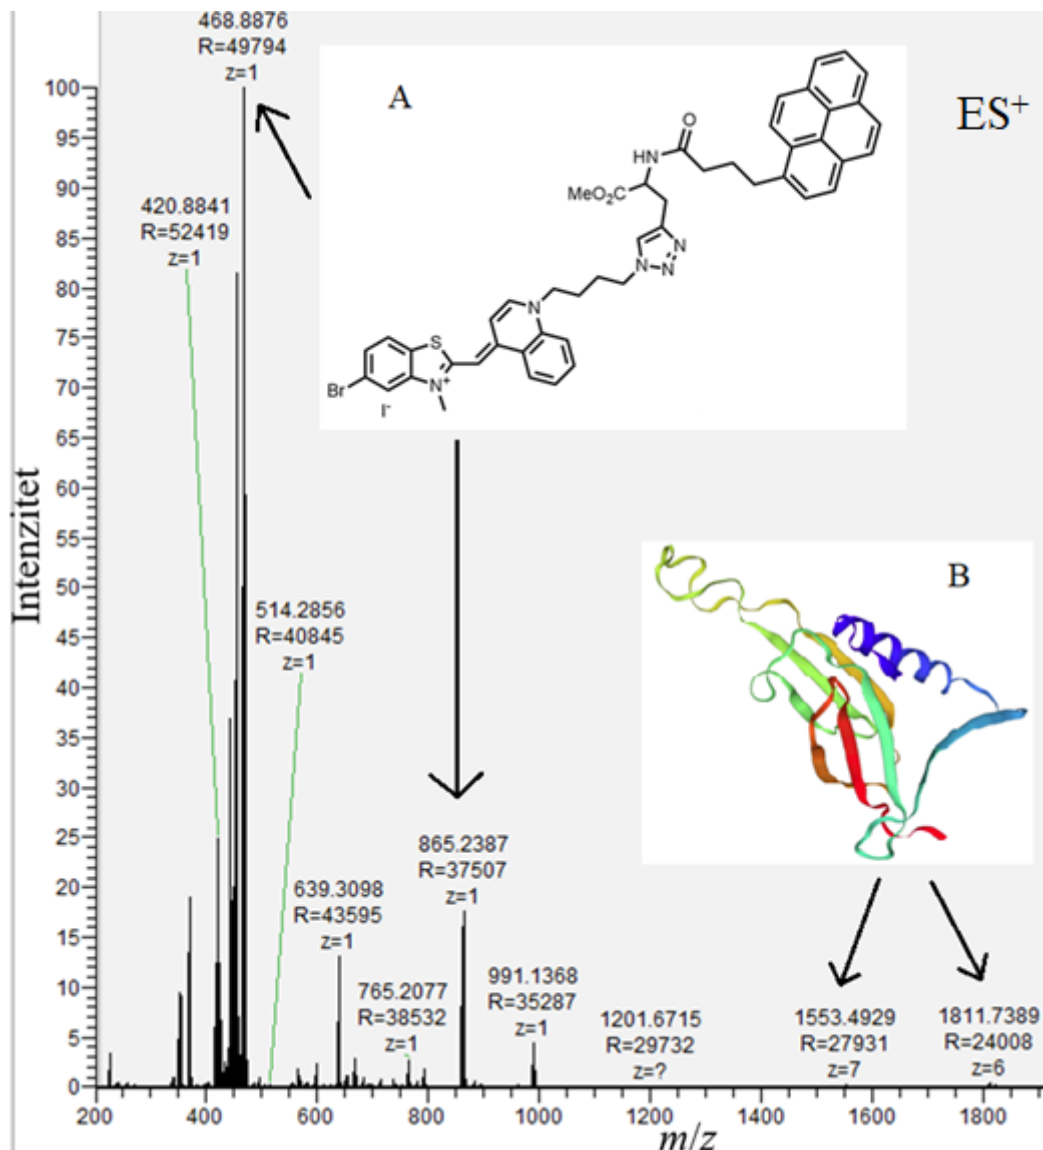 468.8876
R=49794
z=1
A
ES+
420.8841
R=52419
z=1
O
HN
MeO2C
N
N
N
N
S
N+
Br
I-
514.2856
R=40845
z=1
B
639.3098
R=43595
z=1
765.2077
R=38532
z=1
865.2387
R=37507
z=1
991.1368
R=35287
z=1
1201.6715
R=29732
z=?
1553.4929
R=27931
z=7
1811.7389
R=24008
z=6
Intenzitet
100
95
90
85
80
75
70
65
60
55
50
45
40
35
30
25
20
15
10
5
0
200 400 600 800 1000 1200 1400 1600 1800
m/z